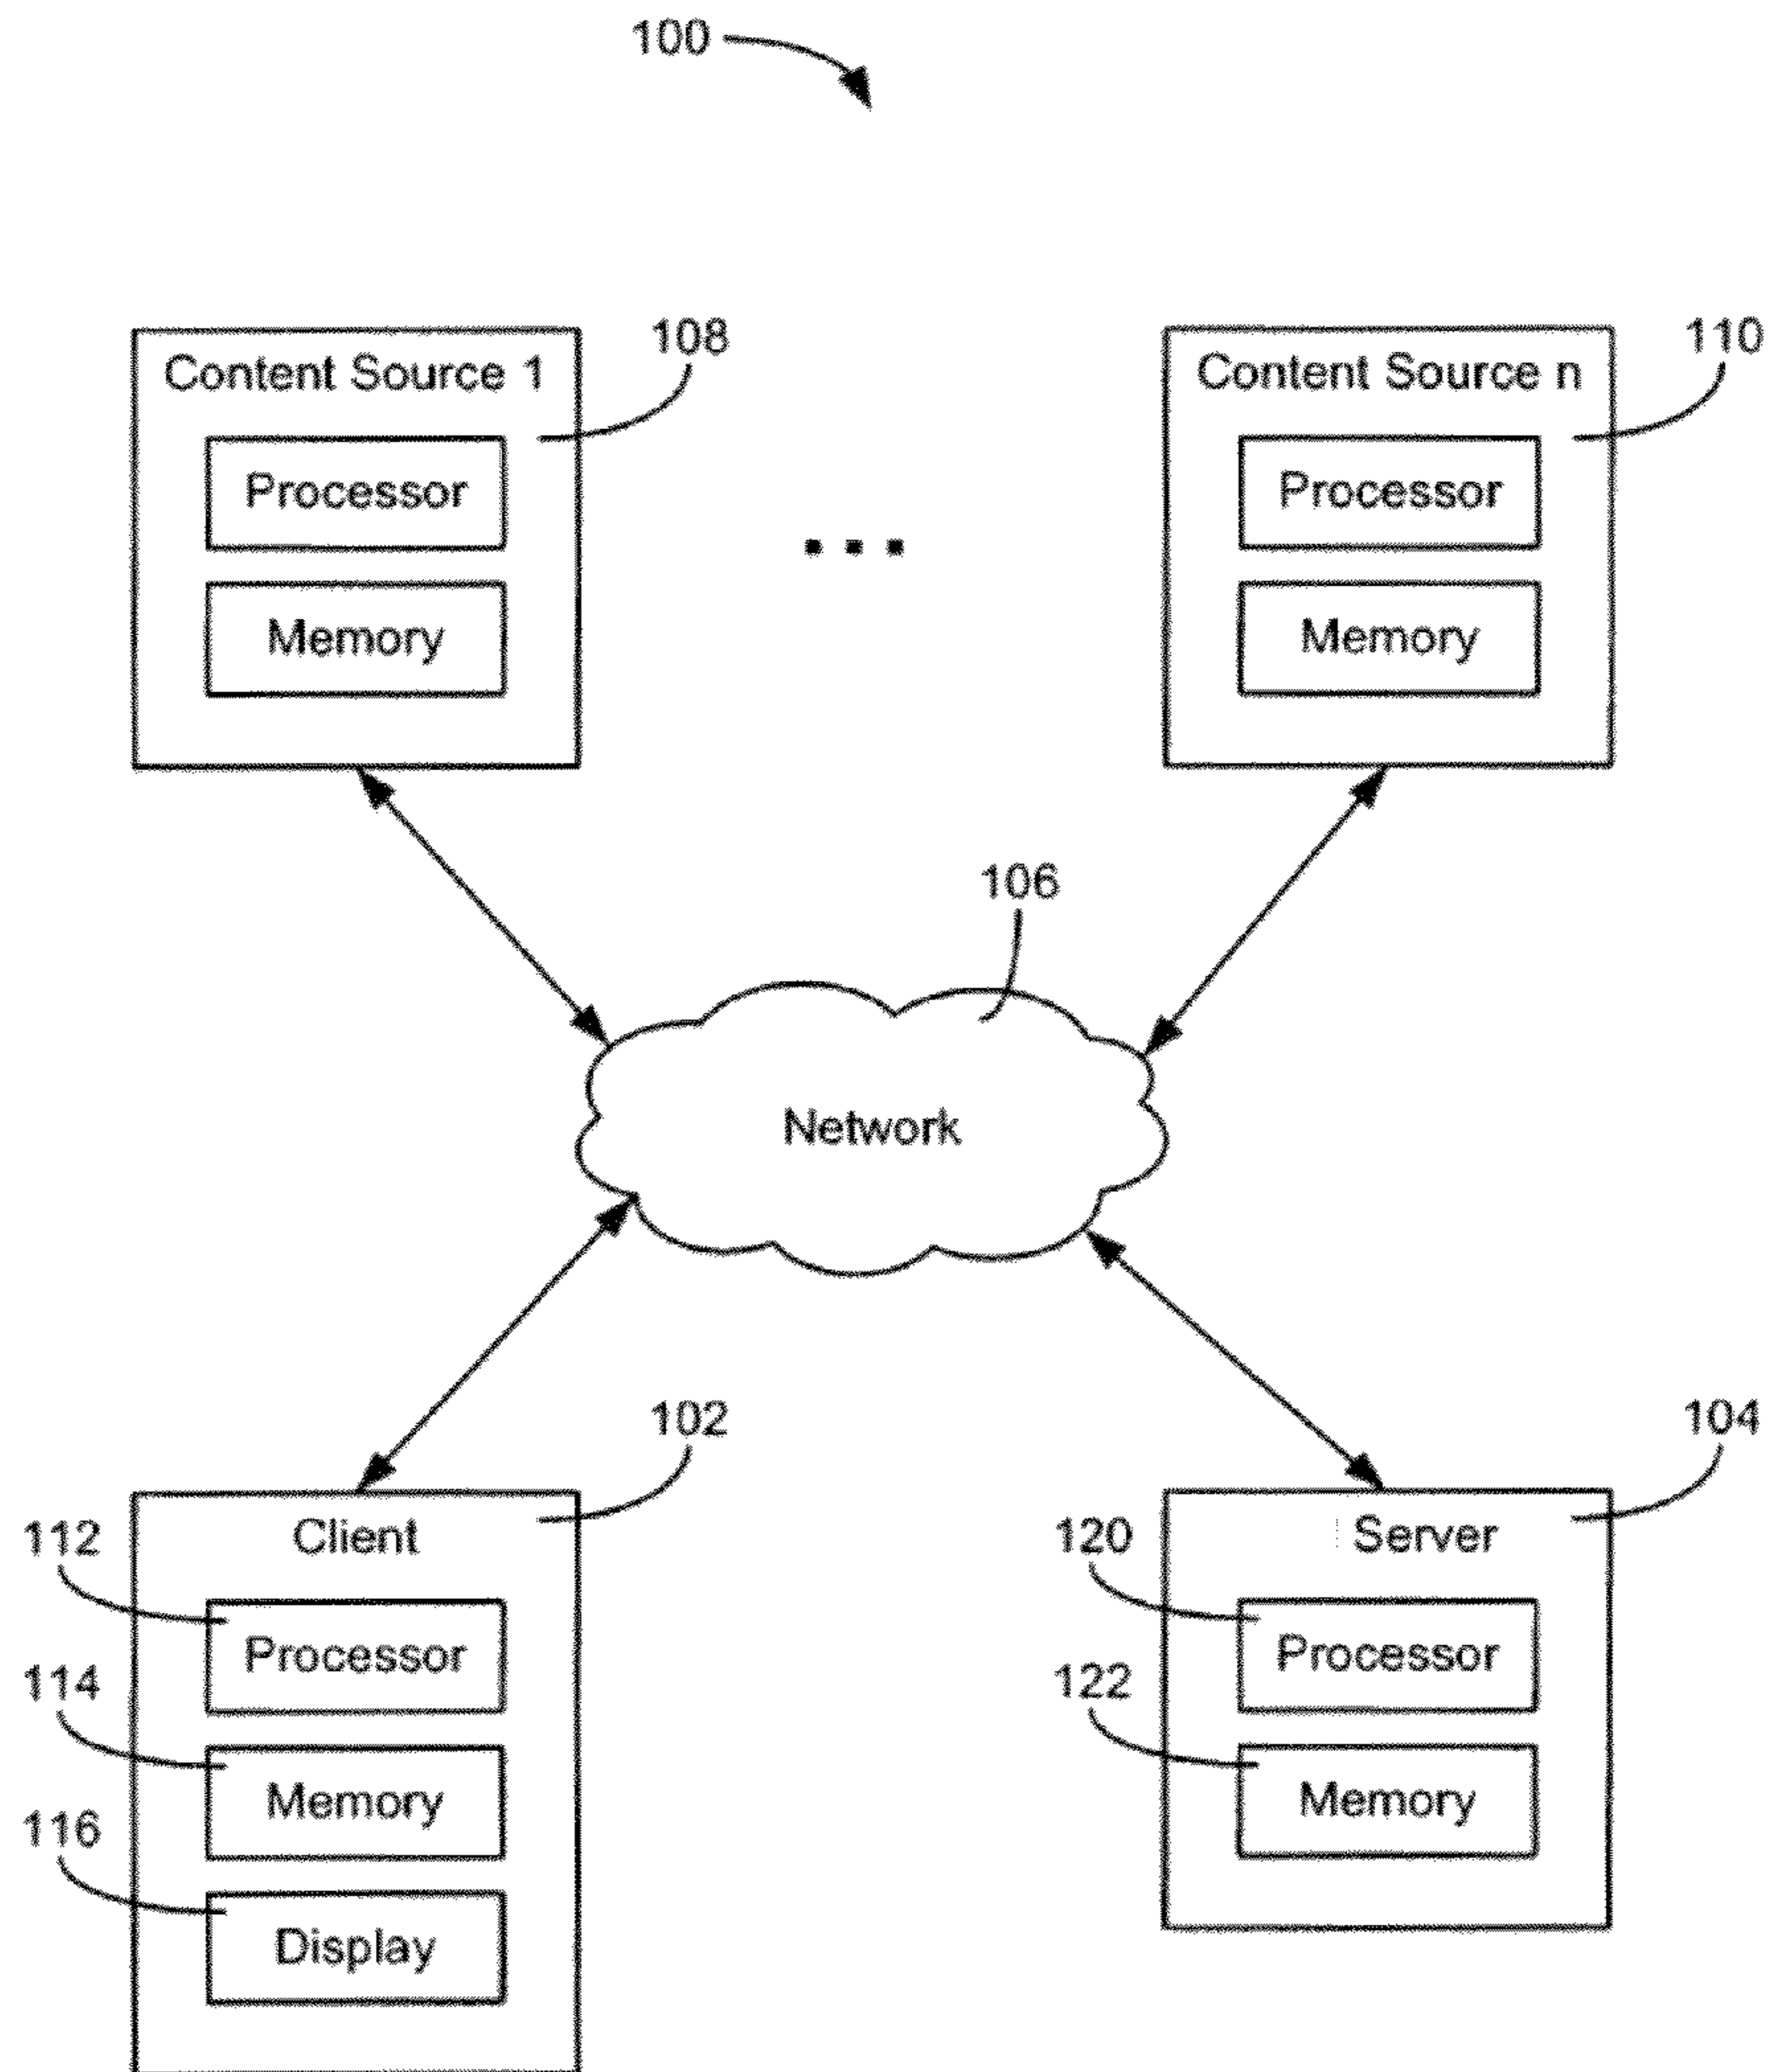 100
108
110
Content Source 1
Content Source n
Processor
Processor
...
Memory
Memory
106
Network
102
104
Client
Server
112
120
Processor
Processor
114
122
Memory
Memory
116
Display